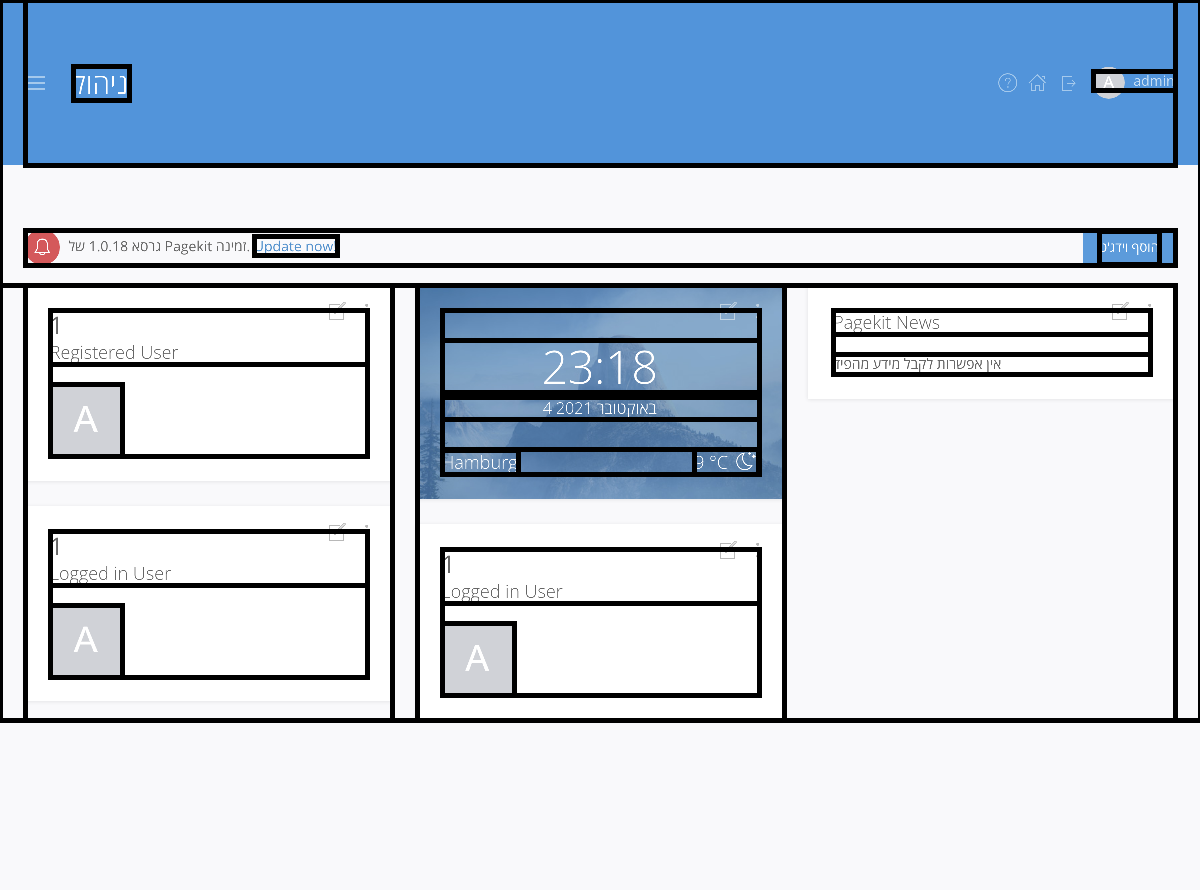 ניהול
A admin
גרסא 1.0.18 של Pagekit זמינה. Update now!
הוסף וידג'ט
1
Registered User
A
1
Logged in User
A
23:18
4 באוקטובר 2021
Hamburg
9 °C
1
Logged in User
A
Pagekit News
אין אפשרות לקבל מידע מהפיד